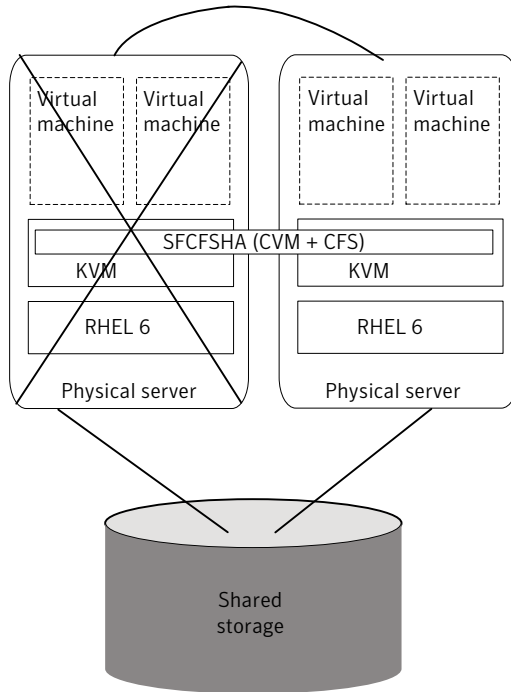 Virtual
machine
Virtual
machine
Virtual
machine
Virtual
machine
SFCFSHA (CVM + CFS)
KVM
KVM
RHEL 6
RHEL 6
Physical server
Physical server
Shared
storage